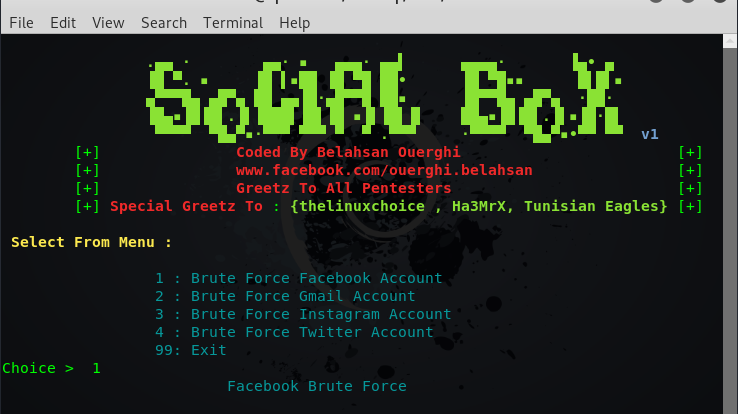 File Edit View Search Terminal Help
SocIAl BoX
v1
[+] Coded By Belahsan Ouerghi [+]
[+] www.facebook.com/ouerghi.belahsan [+]
[+] Greetz To All Pentesters [+]
[+] Special Greetz To : {thelinuxchoice , Ha3MrX, Tunisian Eagles} [+]
Select From Menu :
1 : Brute Force Facebook Account
2 : Brute Force Gmail Account
3 : Brute Force Instagram Account
4 : Brute Force Twitter Account
99: Exit
Choice > 1
Facebook Brute Force